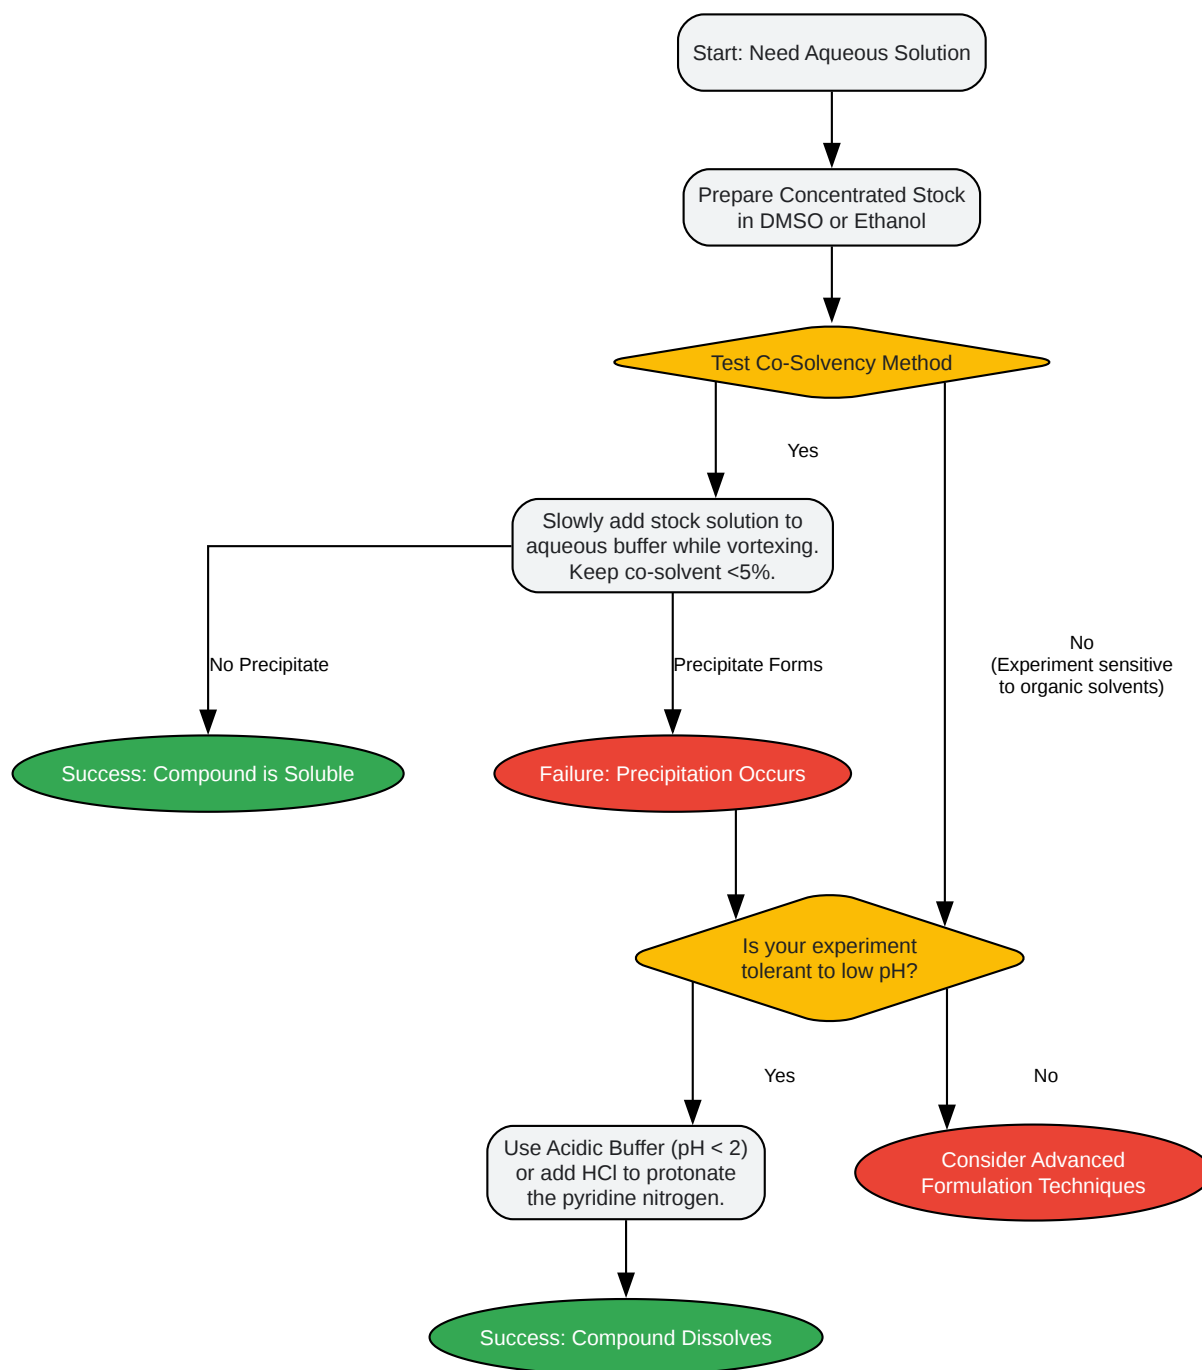 Start: Need Aqueous Solution
Prepare Concentrated Stock
in DMSO or Ethanol
Test Co-Solvency Method
Yes
Slowly add stock solution to
aqueous buffer while vortexing.
Keep co-solvent <5%.
No
(Experiment sensitive
to organic solvents)
No Precipitate
Precipitate Forms
Success: Compound is Soluble
Failure: Precipitation Occurs
Is your experiment
tolerant to low pH?
Yes
No
Use Acidic Buffer (pH < 2)
or add HCl to protonate
the pyridine nitrogen.
Consider Advanced
Formulation Techniques
Success: Compound Dissolves